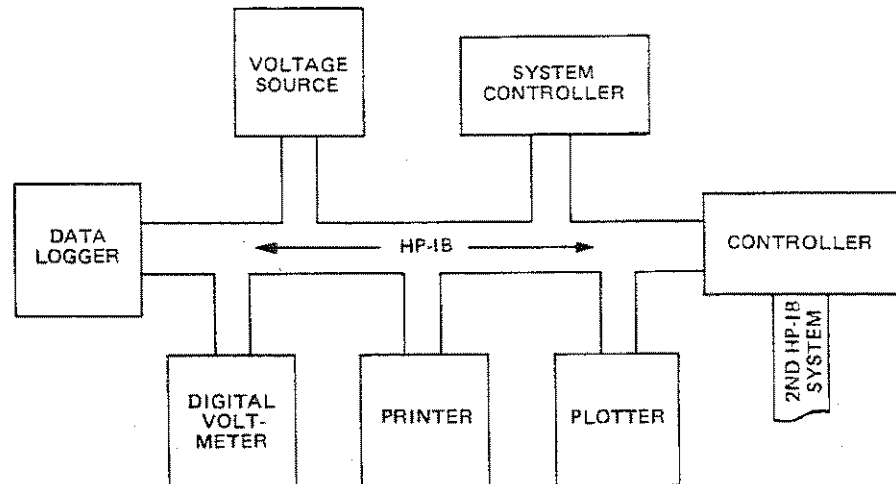 VOLTAGE
SOURCE
SYSTEM
CONTROLLER
DATA
LOGGER
HP-IB
CONTROLLER
2ND HP-IB
SYSTEM
DIGITAL
VOLT-
METER
PRINTER
PLOTTER